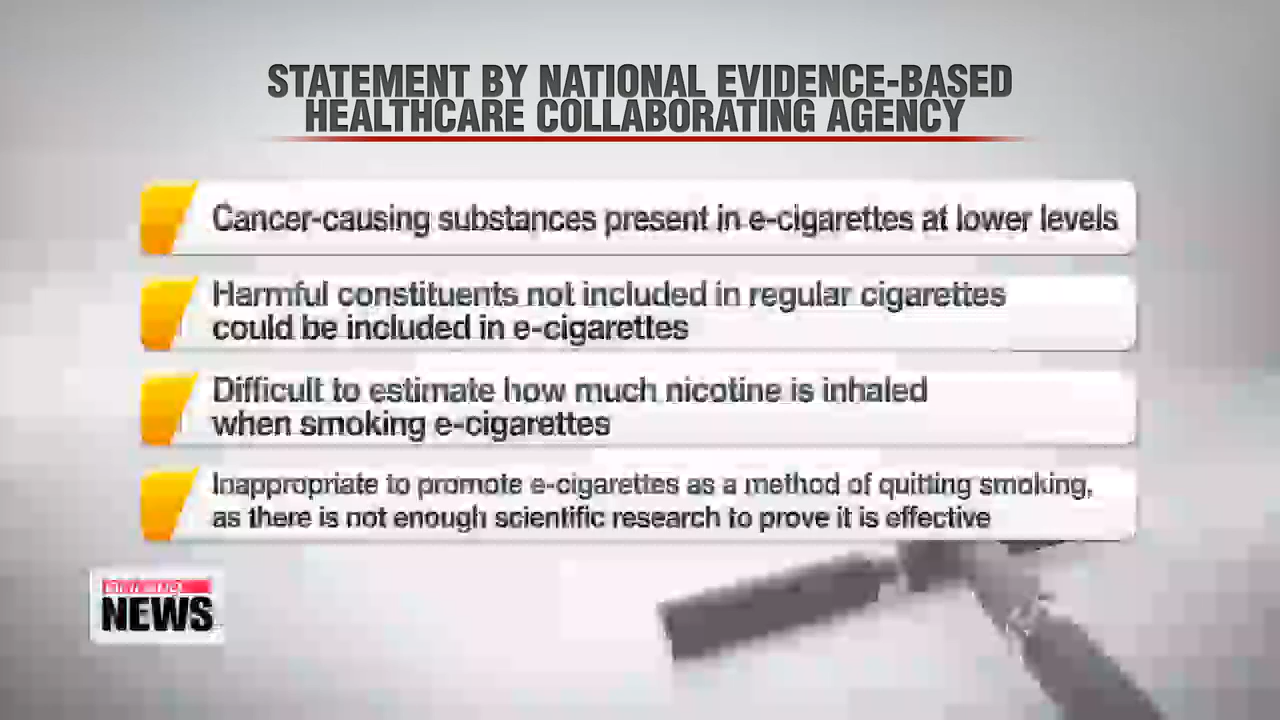 STATEMENT BY NATIONAL EVIDENCE-BASED
HEALTHCARE COLLABORATING AGENCY
Cancer-causing substances present in e-cigarettes at lower levels
Harmful constituents not included in regular cigarettes
could be included in e-cigarettes
Difficult to estimate how much nicotine is inhaled
when smoking e-cigarettes
Inappropriate to promote e-cigarettes as a method of quitting smoking,
as there is not enough scientific research to prove it is effective
NEWS